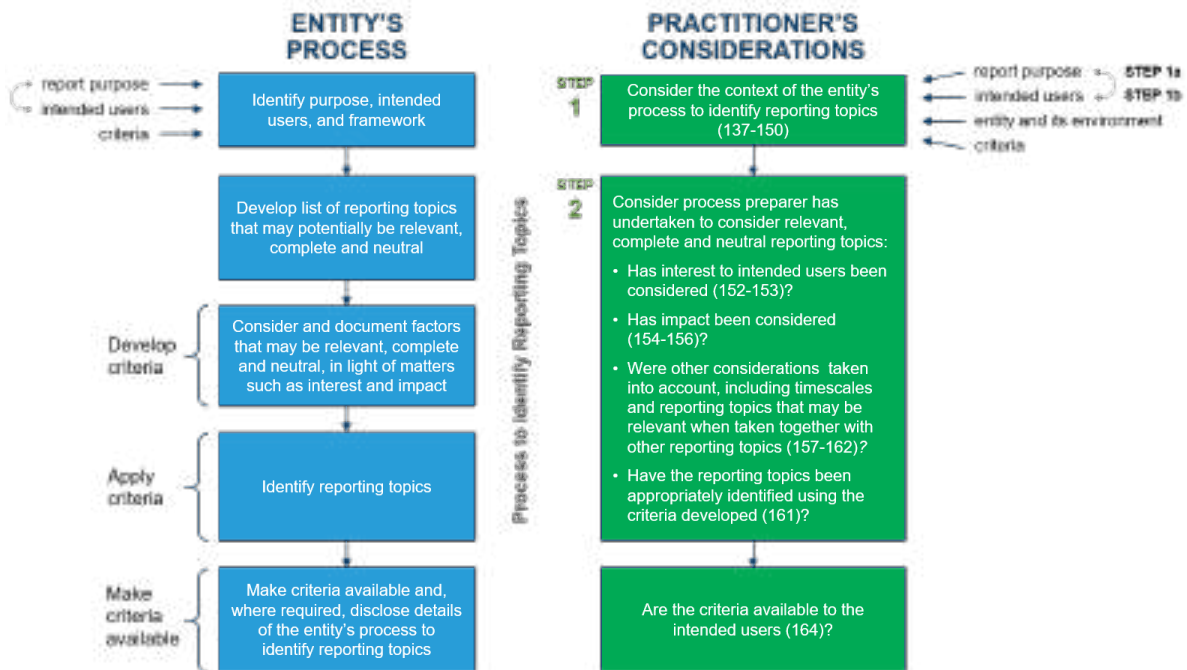 ENTITY'S
PROCESS
report purpose
intended users
criteria
Identify purpose, intended
users, and framework
Develop list of reporting topics
that may potentially be relevant,
complete and neutral
Develop
criteria
Consider and document factors
that may be relevant, complete
and neutral, in light of matters
such as interest and impact
Apply
criteria
Identify reporting topics
Make
criteria
available
Make criteria available and,
where required, disclose details
of the entity's process to
identify reporting topics
Process to Identify Reporting Topics
PRACTITIONER'S
CONSIDERATIONS
STEP
1
Consider the context of the entity's
process to identify reporting topics
(137-150)
report purpose
STEP 1a
intended users
STEP 1b
entity and its environment
criteria
STEP
2
Consider process preparer has
undertaken to consider relevant,
complete and neutral reporting topics:
• Has interest to intended users been
considered (152-153)?
• Has impact been considered
(154-156)?
• Were other considerations taken
into account, including timescales
and reporting topics that may be
relevant when taken together with
other reporting topics (157-162)?
• Have the reporting topics been
appropriately identified using the
criteria developed (161)?
Are the criteria available to the
intended users (164)?